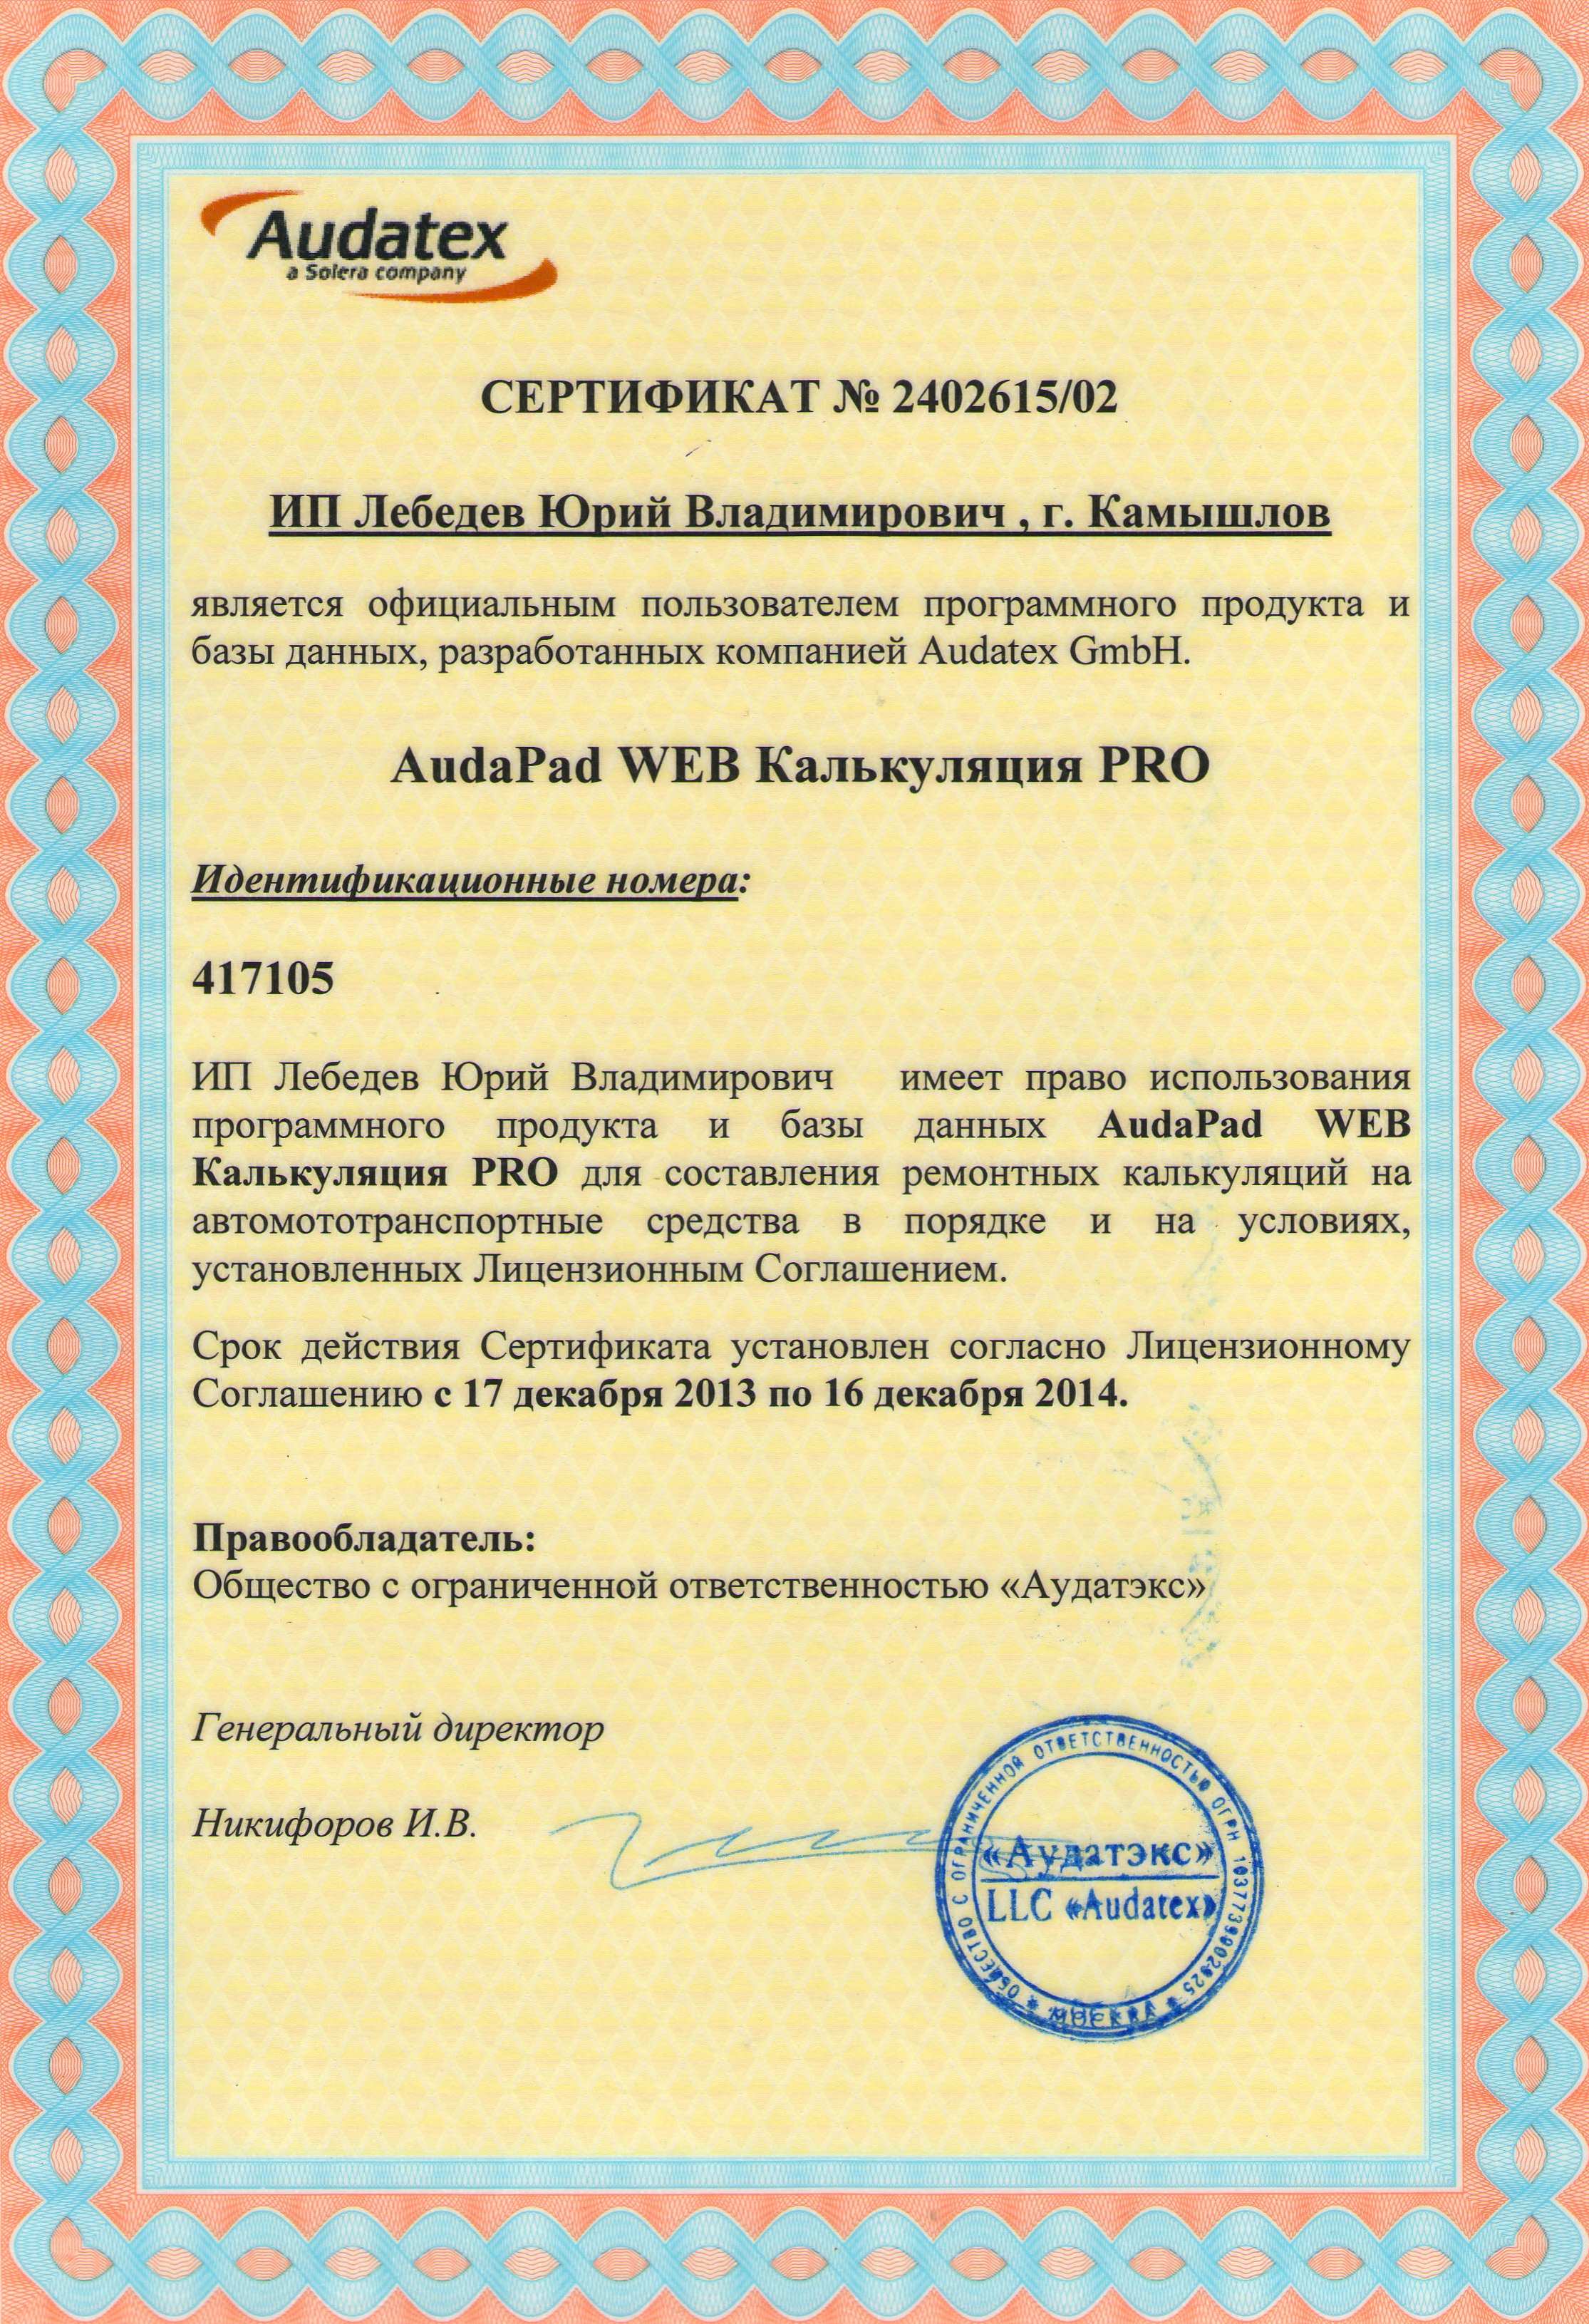 Audatex
a Solera company
СЕРТИФИКАТ № 2402615/02
ИП Лебедев Юрий Владимирович , г. Камышлов
является официальным пользователем программного продукта и
базы данных, разработанных компанией Audatex GmbH.
AudaPad WEB Калькуляция PRO
Идентификационные номера:
417105
ИП Лебедев Юрий Владимирович имеет право использования
программного продукта и базы данных AudaPad WEB
Калькуляция PRO для составления ремонтных калькуляций на
автомототранспортные средства в порядке и на условиях,
установленных Лицензионным Соглашением.
Срок действия Сертификата установлен согласно Лицензионному
Соглашению с 17 декабря 2013 по 16 декабря 2014.
Правообладатель:
Общество с ограниченной ответственностью «Аудатэкс»
Генеральный директор
Никифоров И.В.
ОБЩЕСТВО С ОГРАНИЧЕННОЙ ОТВЕТСТВЕННОСТЬЮ ОГРН
«Аудатэкс»
LLC «Audatex»
МОСКВА